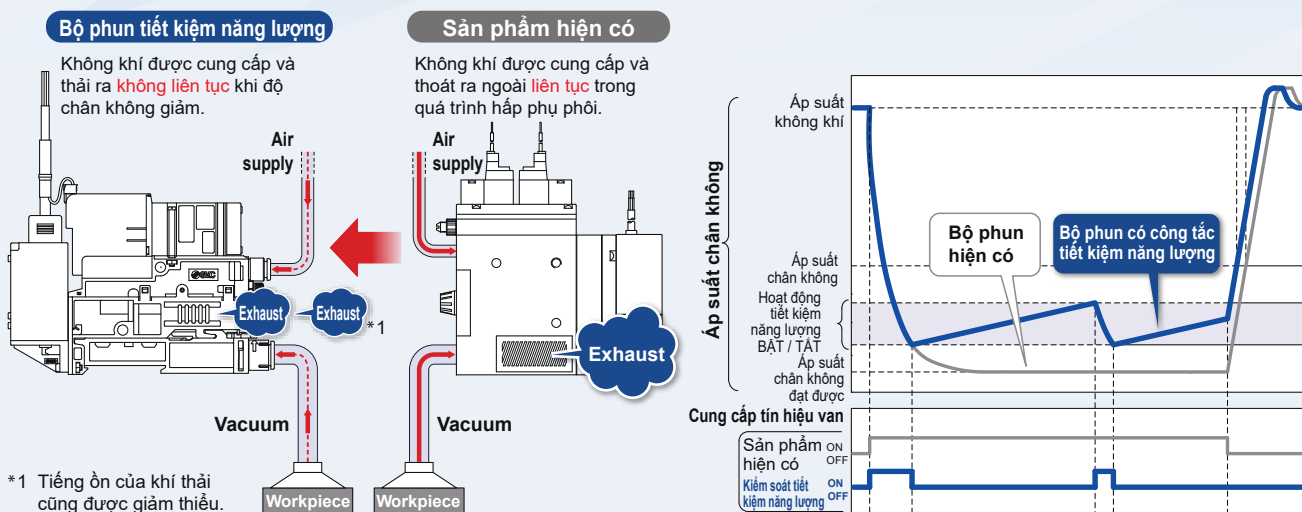 Bộ phun tiết kiệm năng lượng
Không khí được cung cấp và
thải ra không liên tục khi độ
chân không giảm.
Air
supply
SMC
Exhaust
Exhaust
*1
Vacuum
Workpiece
*1 Tiếng ồn của khí thải
cũng được giảm thiểu.
Sản phẩm hiện có
Không khí được cung cấp và
thoát ra ngoài liên tục trong
quá trình hấp phụ phôi.
Air
supply
Exhaust
Vacuum
Workpiece
Áp suất chân không
Áp suất
không khí
Áp suất
chân không
Hoạt động
tiết kiệm
năng lượng
BẬT / TẮT
Áp suất
chân không
đạt được
Bộ phun
hiện có
Bộ phun có công tắc
tiết kiệm năng lượng
Cung cấp tín hiệu van
Sản phẩm ON
hiện có OFF
Kiểm soát tiết ON
kiệm năng lượng OFF